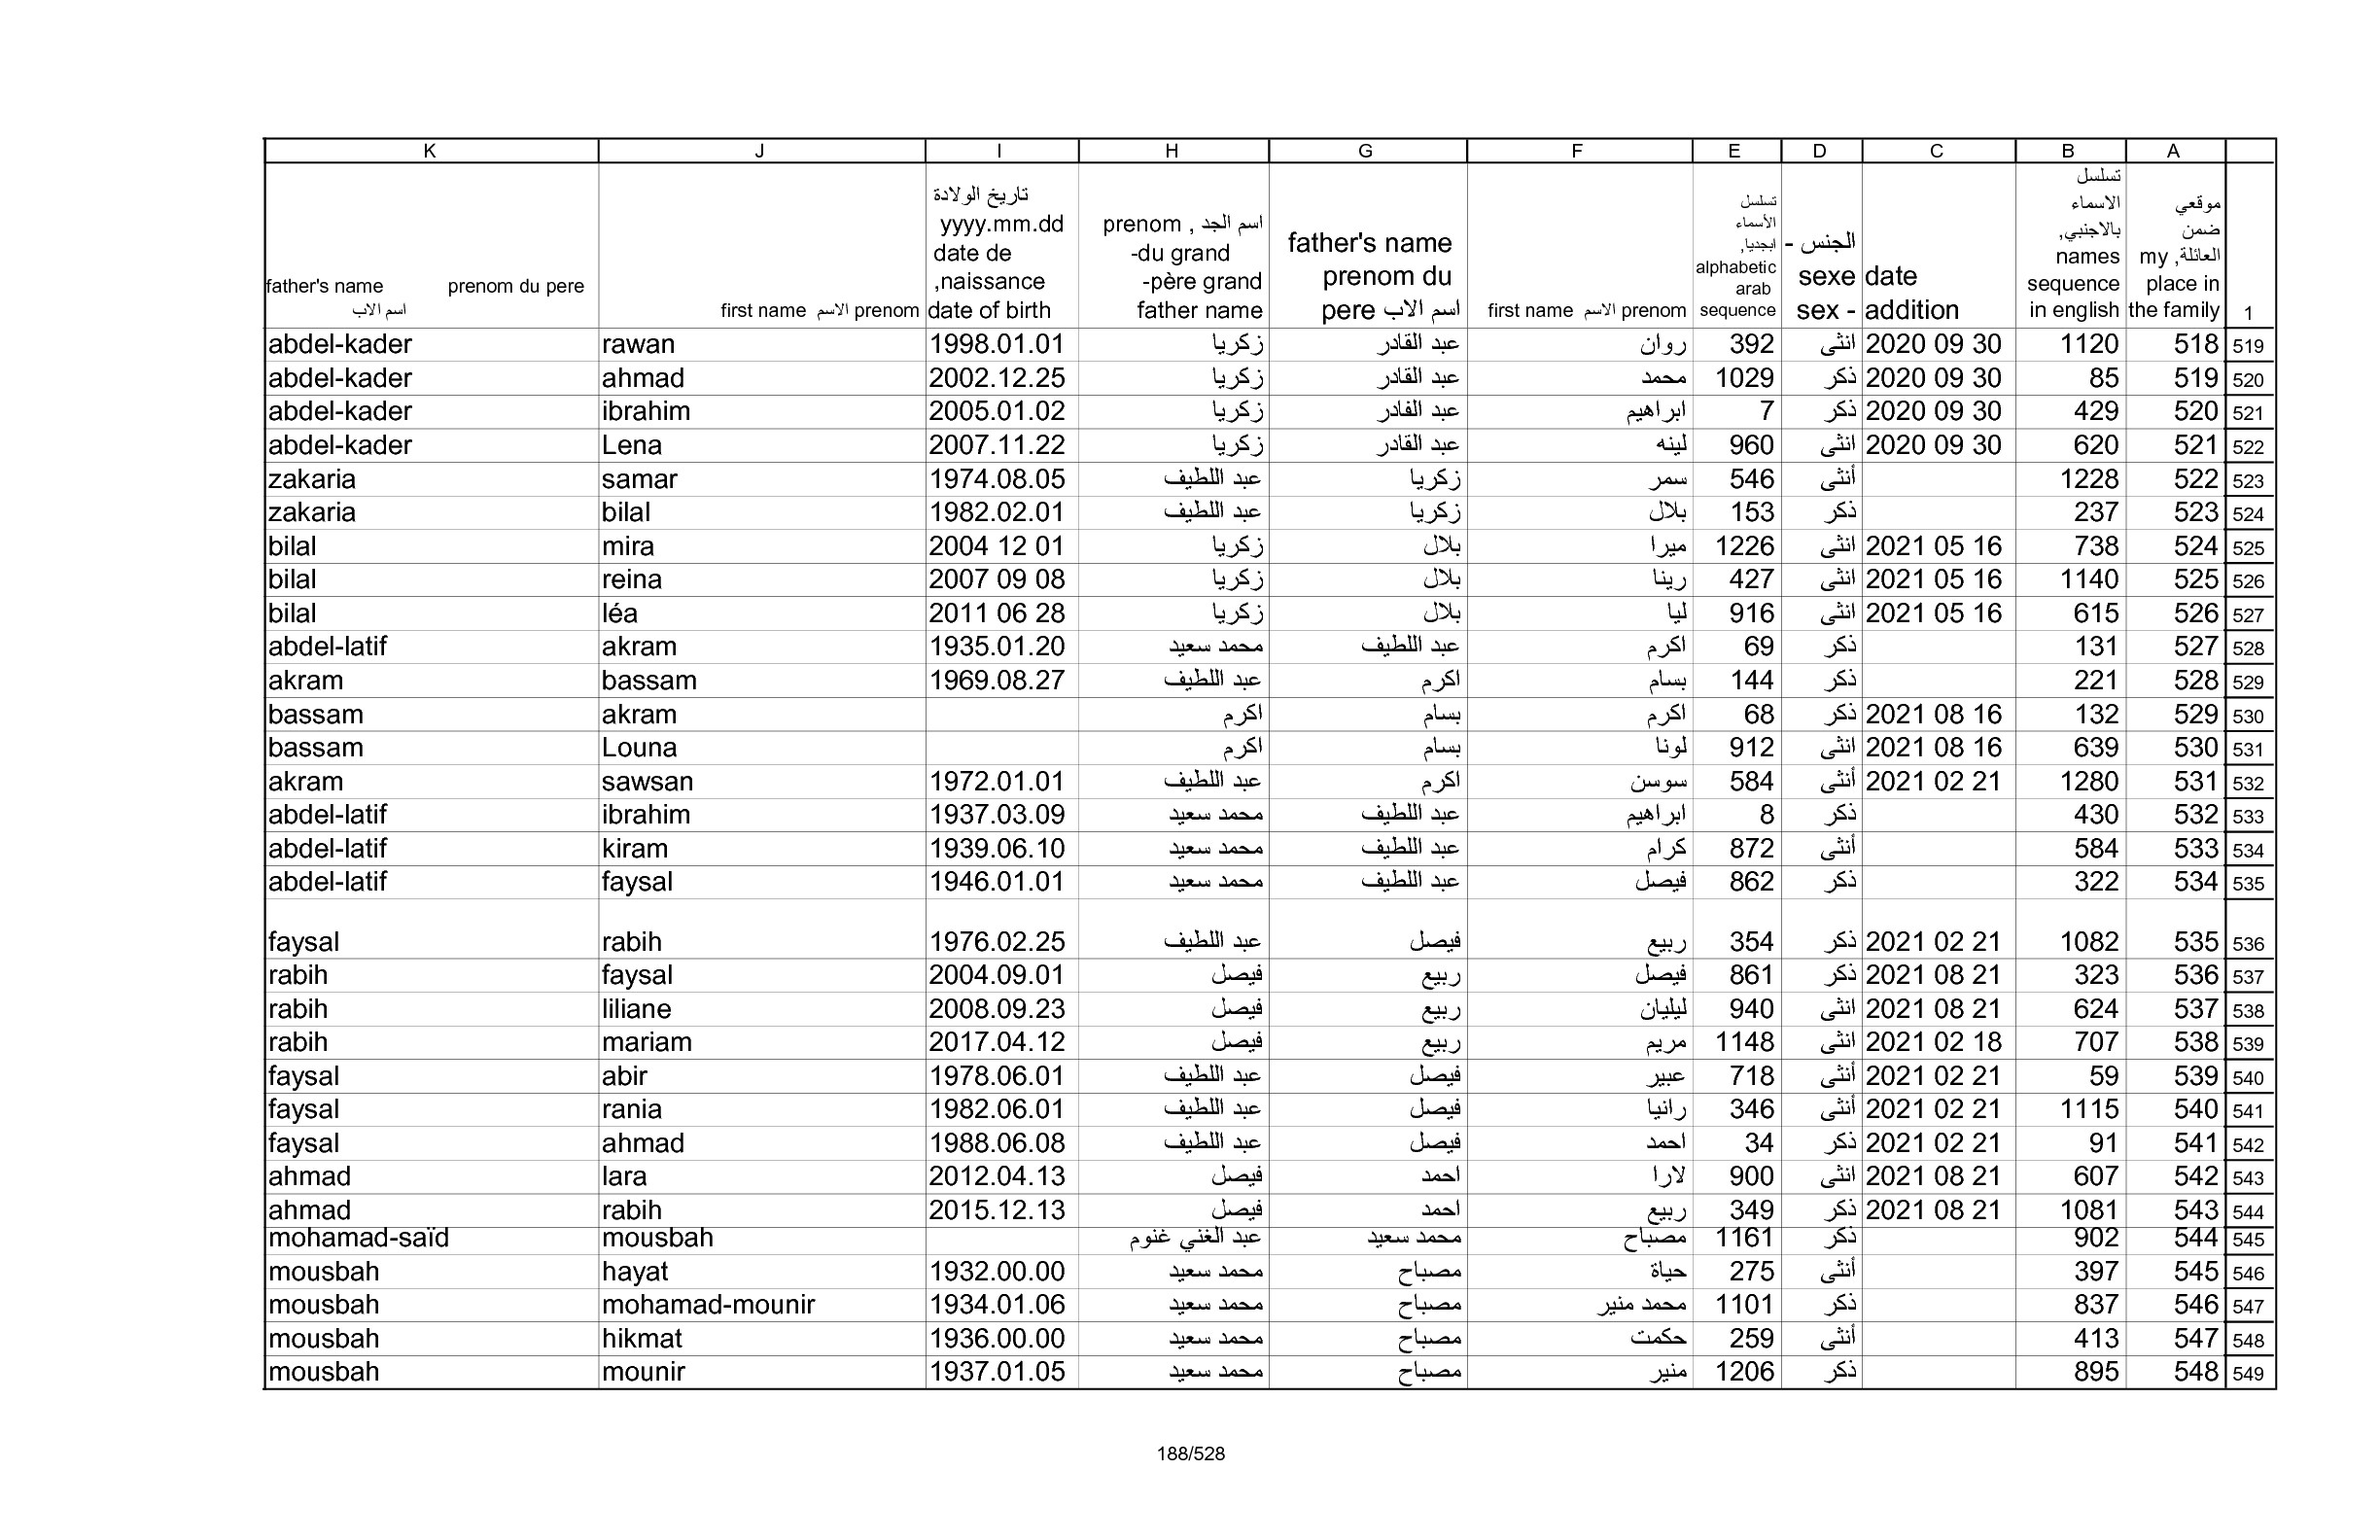 K J I H G F E D C B A
father's name prenom du pere اسم الاب
first name الاسم prenom
تاريخ الولادة yyyy.mm.dd date de naissance, date of birth
اسم الجد , prenom du grand-père grand-father name
father's name prenom du pere اسم الاب
first name الاسم prenom
تسلسل الأسماء ابجديا, alphabetic arab sequence
الجنس - sexe sex -
date addition
تسلسل الاسماء بالاجنبي, names sequence in english
موقعي ضمن العائلة, my place in the family
1
abdel-kader rawan 1998.01.01 زكريا عبد القادر روان 392 انثى 2020 09 30 1120 518 519
abdel-kader ahmad 2002.12.25 زكريا عبد القادر محمد 1029 ذكر 2020 09 30 85 519 520
abdel-kader ibrahim 2005.01.02 زكريا عبد الفادر ابراهيم 7 ذكر 2020 09 30 429 520 521
abdel-kader Lena 2007.11.22 زكريا عبد القادر لينه 960 انثى 2020 09 30 620 521 522
zakaria samar 1974.08.05 عبد اللطيف زكريا سمر 546 أنثى 1228 522 523
zakaria bilal 1982.02.01 عبد اللطيف زكريا بلال 153 ذكر 237 523 524
bilal mira 2004 12 01 زكريا بلال ميرا 1226 انثى 2021 05 16 738 524 525
bilal reina 2007 09 08 زكريا بلال رينا 427 انثى 2021 05 16 1140 525 526
bilal léa 2011 06 28 زكريا بلال ليا 916 انثى 2021 05 16 615 526 527
abdel-latif akram 1935.01.20 محمد سعيد عبد اللطيف اكرم 69 ذكر 131 527 528
akram bassam 1969.08.27 عبد اللطيف اكرم بسام 144 ذكر 221 528 529
bassam akram اكرم بسام اكرم 68 ذكر 2021 08 16 132 529 530
bassam Louna اكرم بسام لونا 912 انثى 2021 08 16 639 530 531
akram sawsan 1972.01.01 عبد اللطيف اكرم سوسن 584 أنثى 2021 02 21 1280 531 532
abdel-latif ibrahim 1937.03.09 محمد سعيد عبد اللطيف ابراهيم 8 ذكر 430 532 533
abdel-latif kiram 1939.06.10 محمد سعيد عبد اللطيف كرام 872 أنثى 584 533 534
abdel-latif faysal 1946.01.01 محمد سعيد عبد اللطيف فيصل 862 ذكر 322 534 535
faysal rabih 1976.02.25 عبد اللطيف فيصل ربيع 354 ذكر 2021 02 21 1082 535 536
rabih faysal 2004.09.01 فيصل ربيع فيصل 861 ذكر 2021 08 21 323 536 537
rabih liliane 2008.09.23 فيصل ربيع ليليان 940 انثى 2021 08 21 624 537 538
rabih mariam 2017.04.12 فيصل ربيع مريم 1148 انثى 2021 02 18 707 538 539
faysal abir 1978.06.01 عبد اللطيف فيصل عبير 718 أنثى 2021 02 21 59 539 540
faysal rania 1982.06.01 عبد اللطيف فيصل رانيا 346 أنثى 2021 02 21 1115 540 541
faysal ahmad 1988.06.08 عبد اللطيف فيصل احمد 34 ذكر 2021 02 21 91 541 542
ahmad lara 2012.04.13 فيصل احمد لارا 900 انثى 2021 08 21 607 542 543
ahmad rabih 2015.12.13 فيصل احمد ربيع 349 ذكر 2021 08 21 1081 543 544
mohamad-saïd mousbah عبد الغني غنوم محمد سعيد مصباح 1161 ذكر 902 544 545
mousbah hayat 1932.00.00 محمد سعيد مصباح حياة 275 أنثى 397 545 546
mousbah mohamad-mounir 1934.01.06 محمد سعيد مصباح محمد منير 1101 ذكر 837 546 547
mousbah hikmat 1936.00.00 محمد سعيد مصباح حكمت 259 أنثى 413 547 548
mousbah mounir 1937.01.05 محمد سعيد مصباح منير 1206 ذكر 895 548 549
188/528